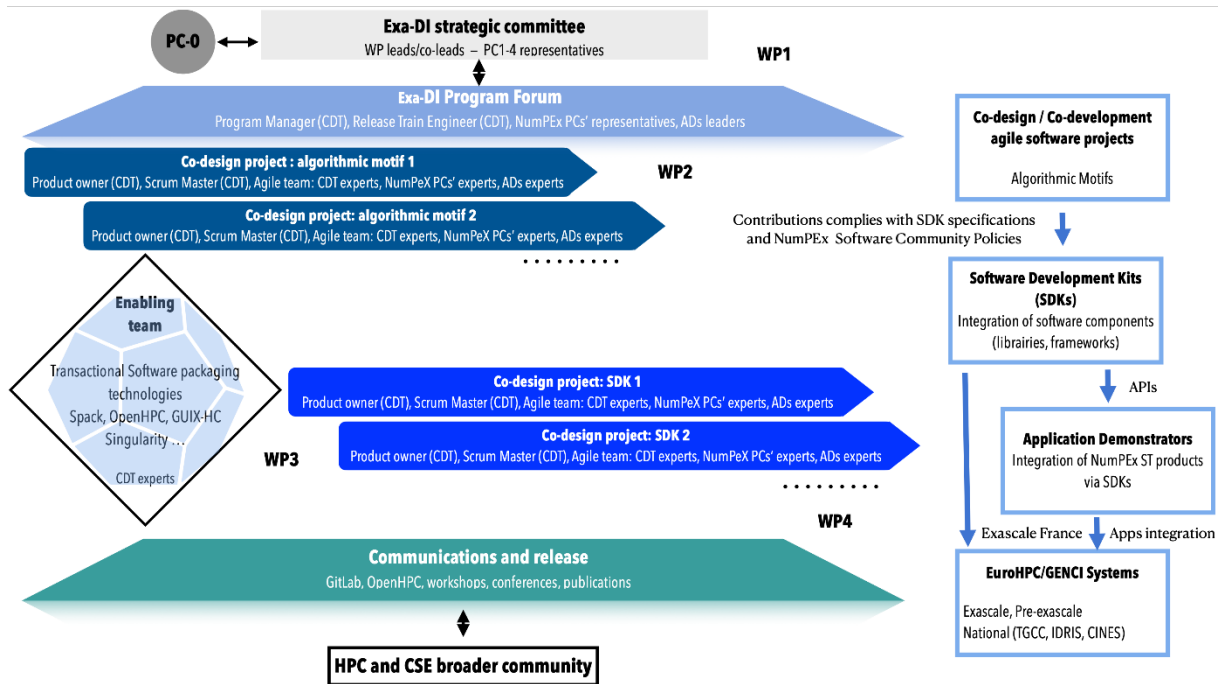 PC-0
Exa-DI strategic committee
WP leads/co-leads – PC1-4 representatives
WP1
Exa-DI Program Forum
Program Manager (CDT), Release Train Engineer (CDT), NumPEx PCs' representatives, ADs leaders
Co-design project : algorithmic motif 1
Product owner (CDT), Scrum Master (CDT), Agile team: CDT experts, NumPeX PCs' experts, ADs experts
WP2
Co-design project: algorithmic motif 2
Product owner (CDT), Scrum Master (CDT), Agile team: CDT experts, NumPeX PCs' experts, ADs experts
Enabling
team
Transactional Software packaging
technologies
Spack, OpenHPC, GUIX-HC
Singularity ...
CDT experts
WP3
Co-design project: SDK 1
Product owner (CDT), Scrum Master (CDT), Agile team: CDT experts, NumPeX PCs' experts, ADs experts
Co-design project: SDK 2
Product owner (CDT), Scrum Master (CDT), Agile team: CDT experts, NumPeX PCs' experts, ADs experts
WP4
Communications and release
GitLab, OpenHPC, workshops, conferences, publications
HPC and CSE broader community
Co-design / Co-development
agile software projects
Algorithmic Motifs
Contributions complies with SDK specifications
and NumPEx Software Community Policies
Software Development Kits
(SDKs)
Integration of software components
(librairies, frameworks)
APIs
Application Demonstrators
Integration of NumPEx ST products
via SDKs
Exascale France
Apps integration
EuroHPC/GENCI Systems
Exascale, Pre-exascale
National (TGCC, IDRIS, CINES)